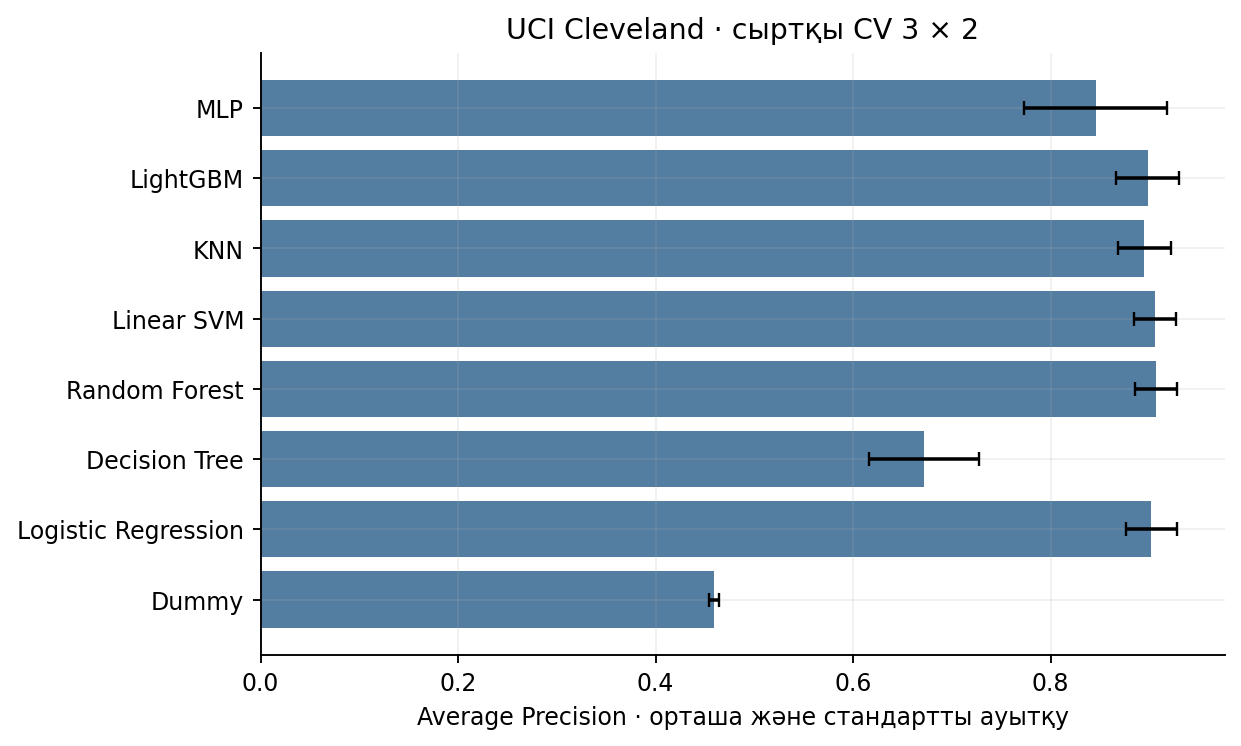 UCI Cleveland · сыртқы CV 3 × 2
MLP
LightGBM
KNN
Linear SVM
Random Forest
Decision Tree
Logistic Regression
Dummy
0.0 0.2 0.4 0.6 0.8
Average Precision · орташа және стандартты ауытқу